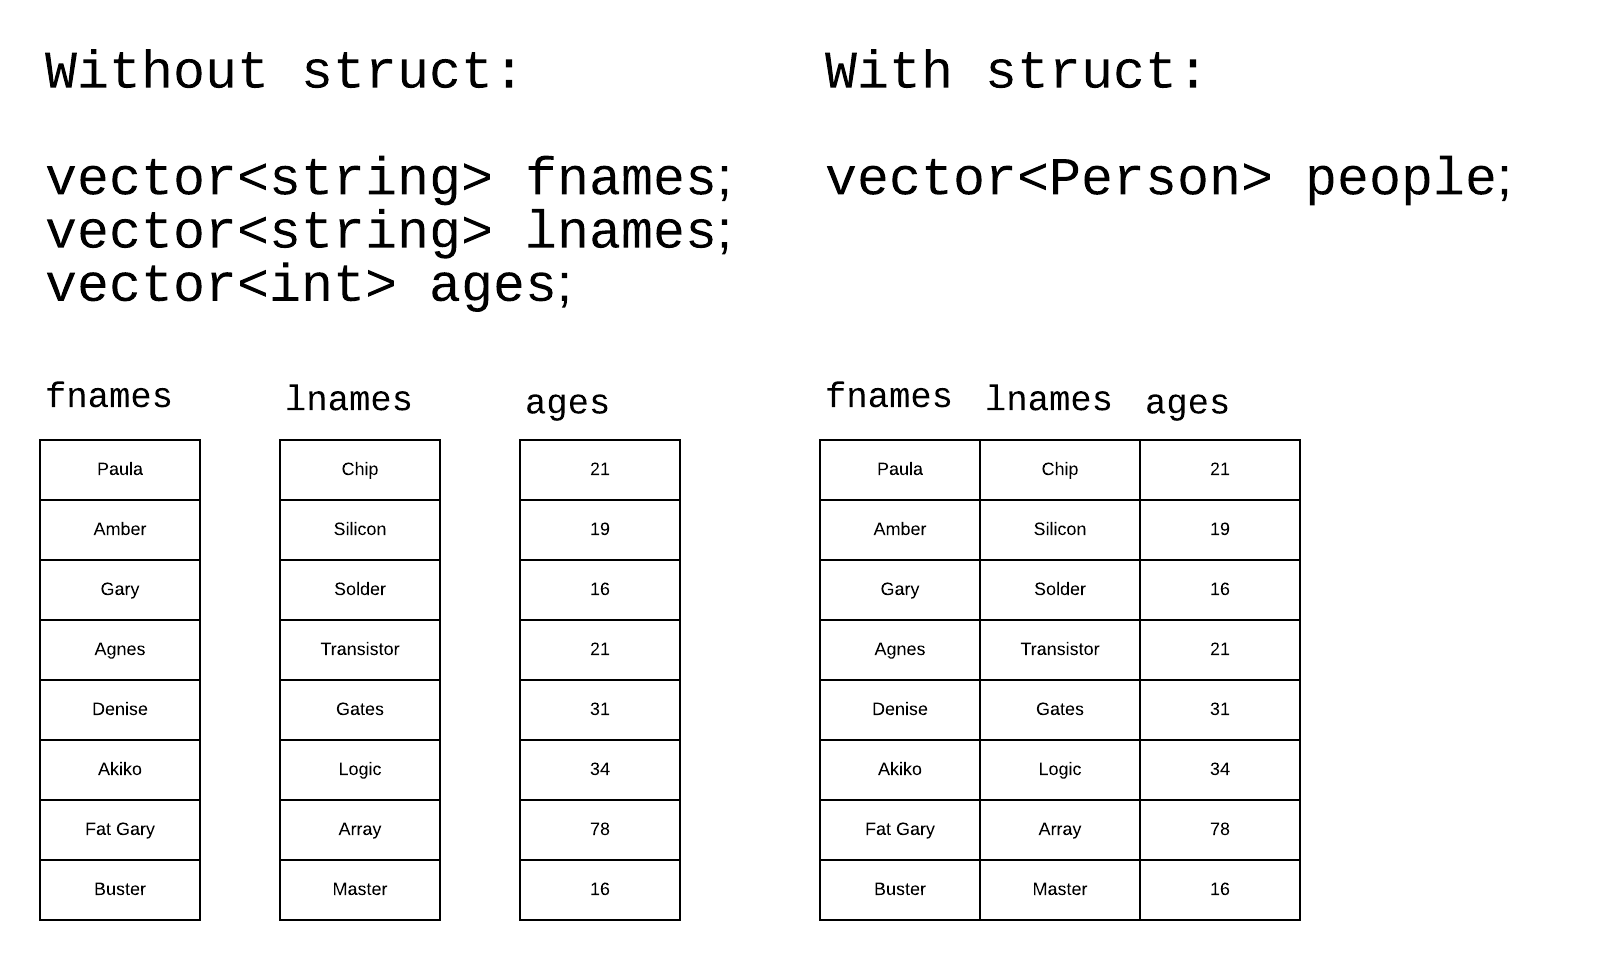 Without struct:
vector<string> fnames;
vector<string> lnames;
vector<int> ages;
fnames lnames ages
Paula Chip 21
Amber Silicon 19
Gary Solder 16
Agnes Transistor 21
Denise Gates 31
Akiko Logic 34
Fat Gary Array 78
Buster Master 16
With struct:
vector<Person> people;
fnames lnames ages
Paula Chip 21
Amber Silicon 19
Gary Solder 16
Agnes Transistor 21
Denise Gates 31
Akiko Logic 34
Fat Gary Array 78
Buster Master 16